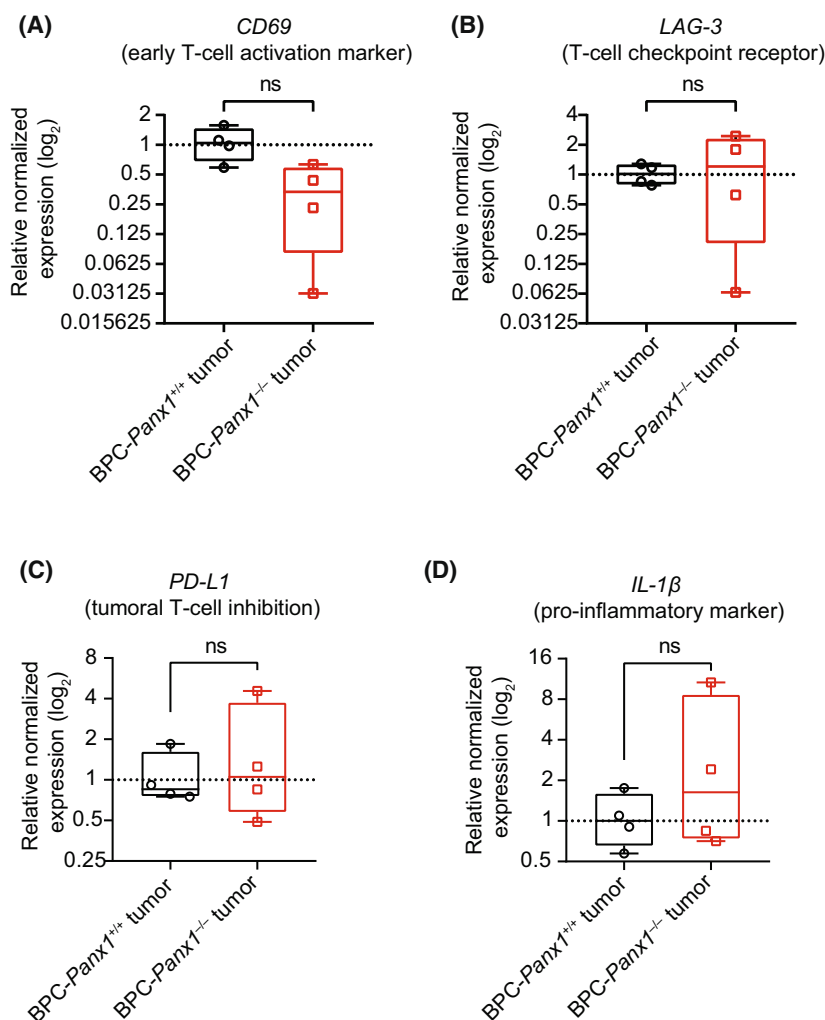 (A)
CD69
(early T-cell activation marker)
ns
Relative normalized
expression (log₂)
2
1
0.5
0.25
0.125
0.0625
0.03125
0.015625
BPC-Panx1⁺/⁺ tumor
BPC-Panx1⁻/⁻ tumor
(B)
LAG-3
(T-cell checkpoint receptor)
ns
Relative normalized
expression (log₂)
4
2
1
0.5
0.25
0.125
0.0625
0.03125
BPC-Panx1⁺/⁺ tumor
BPC-Panx1⁻/⁻ tumor
(C)
PD-L1
(tumoral T-cell inhibition)
ns
Relative normalized
expression (log₂)
8
4
2
1
0.5
0.25
BPC-Panx1⁺/⁺ tumor
BPC-Panx1⁻/⁻ tumor
(D)
IL-1β
(pro-inflammatory marker)
ns
Relative normalized
expression (log₂)
16
8
4
2
1
0.5
BPC-Panx1⁺/⁺ tumor
BPC-Panx1⁻/⁻ tumor